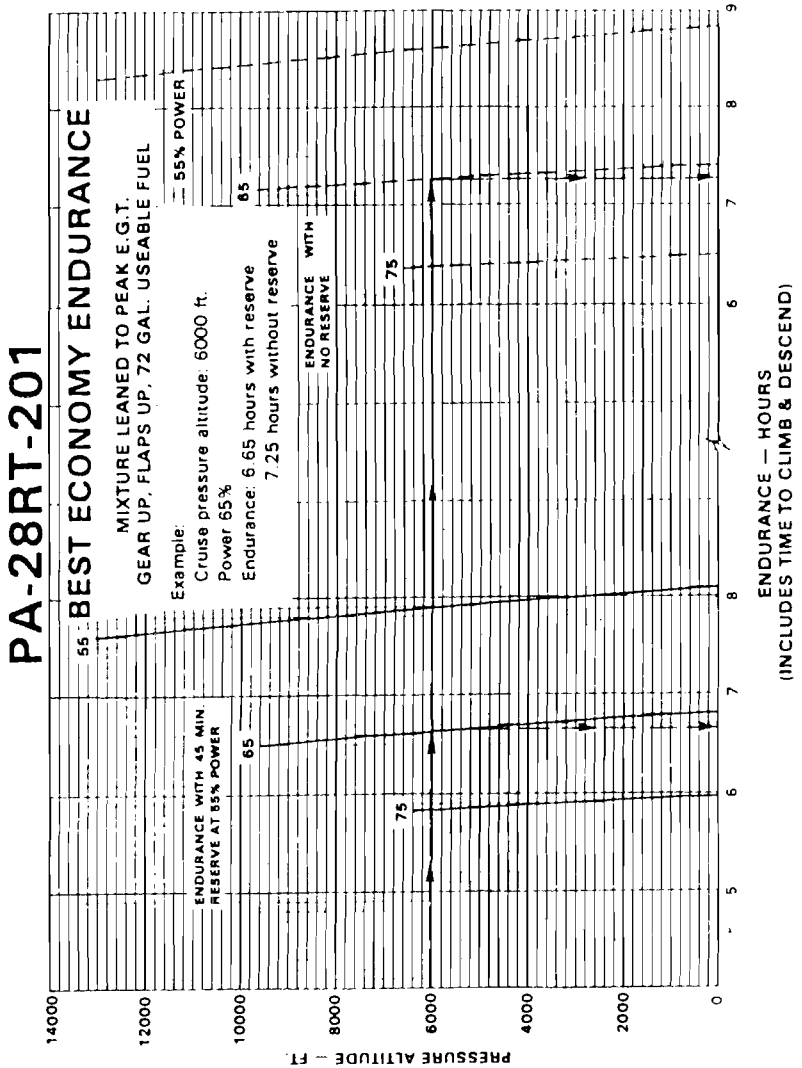 PA-28RT-201
BEST ECONOMY ENDURANCE
MIXTURE LEANED TO PEAK E.G.T.
GEAR UP, FLAPS UP, 72 GAL. USEABLE FUEL
Example:
Cruise pressure altitude: 6000 ft.
Power 65%
Endurance: 6.65 hours with reserve
7.25 hours without reserve
ENDURANCE WITH 45 MIN.
RESERVE AT 55% POWER
ENDURANCE WITH
NO RESERVE
55
65
75
55% POWER
65
75
PRESSURE ALTITUDE — FT.
14000
12000
10000
8000
6000
4000
2000
0
5
6
7
8
6
7
8
9
ENDURANCE — HOURS
(INCLUDES TIME TO CLIMB & DESCEND)